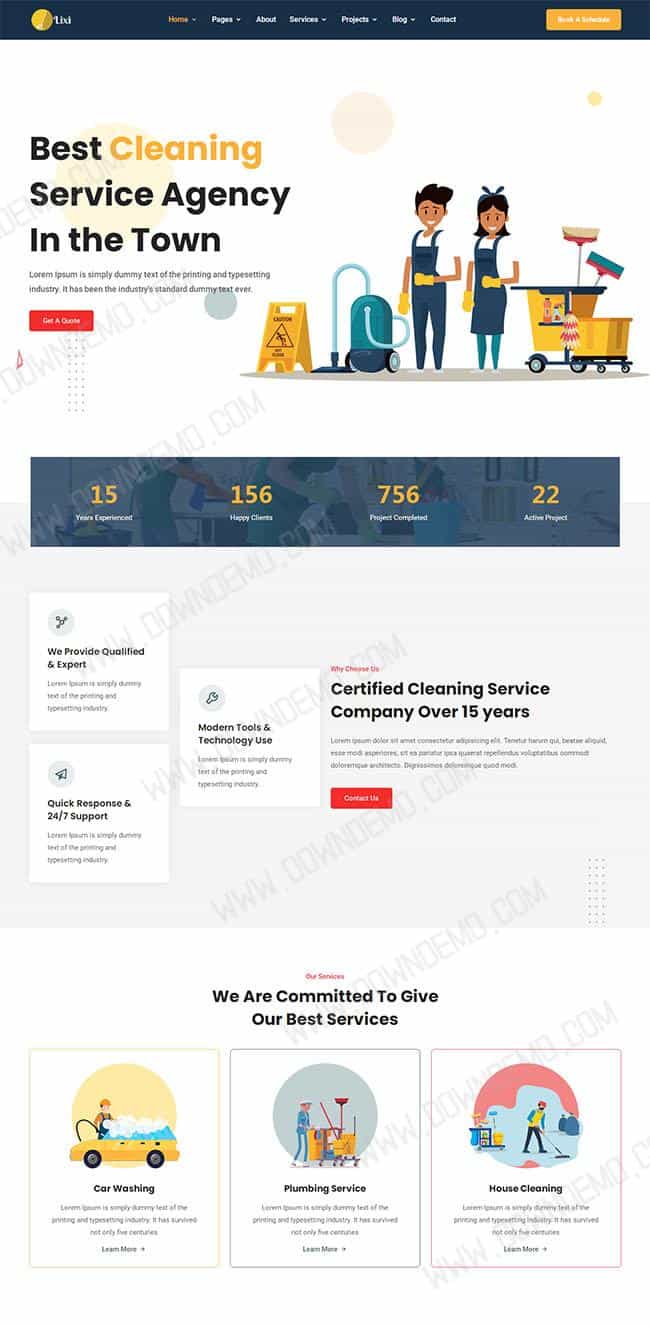 Lixi
Home Pages About Services Projects Blog Contact
Book A Schedule
Best Cleaning
Service Agency
In the Town
Lorem Ipsum is simply dummy text of the printing and typesetting
industry. It has been the industry's standard dummy text ever.
Get A Quote
CAUTION
WET
FLOOR
15 156 756 22
Years Experienced Happy Clients Project Completed Active Project
We Provide Qualified
& Expert
Lorem Ipsum is simply dummy
text of the printing and
typesetting industry.
Quick Response &
24/7 Support
Lorem Ipsum is simply dummy
text of the printing and
typesetting industry.
Modern Tools &
Technology Use
Lorem Ipsum is simply dummy
text of the printing and
typesetting industry.
Why Choose Us
Certified Cleaning Service
Company Over 15 years
Lorem ipsum dolor sit amet, consectetur adipisicing elit. Tenetur harum qui, beatae aliquid,
esse modi asperiores, sit ea pariatur ipsa quaerat repellendus voluptatibus commodi
doloremque architecto. Dignissimos doloremque quod modi.
Contact Us
Our Services
We Are Committed To Give
Our Best Services
Car Washing
Lorem Ipsum is simply dummy text of the
printing and typesetting industry. It has survived
not only five centuries
Learn More →
Plumbing Service
Lorem Ipsum is simply dummy text of the
printing and typesetting industry. It has survived
not only five centuries
Learn More →
House Cleaning
Lorem Ipsum is simply dummy text of the
printing and typesetting industry. It has survived
not only five centuries
Learn More →
WWW.DOWNDEMO.COM